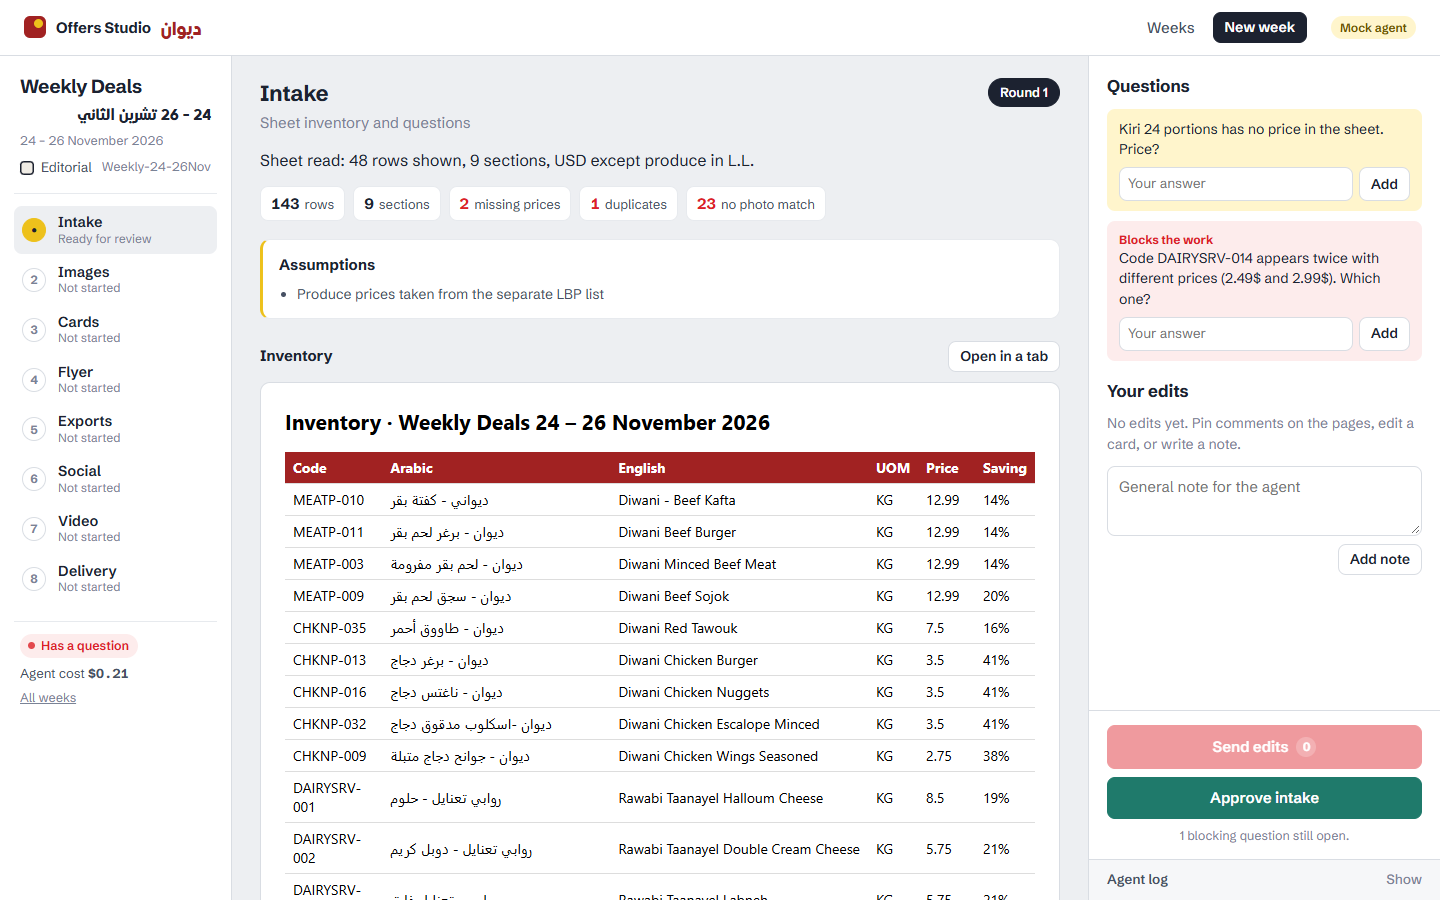 Offers Studio ديوان
Weeks
New week
Mock agent
Weekly Deals
24 - 26 تشرين الثاني
24 – 26 November 2026
Editorial Weekly-24-26Nov
Intake
Ready for review
2 Images
Not started
3 Cards
Not started
4 Flyer
Not started
5 Exports
Not started
6 Social
Not started
7 Video
Not started
8 Delivery
Not started
Has a question
Agent cost $0.21
All weeks
Intake
Round 1
Sheet inventory and questions
Sheet read: 48 rows shown, 9 sections, USD except produce in L.L.
143 rows
9 sections
2 missing prices
1 duplicates
23 no photo match
Assumptions
• Produce prices taken from the separate LBP list
Inventory
Open in a tab
Inventory · Weekly Deals 24 – 26 November 2026
Code Arabic English UOM Price Saving
MEATP-010 ديواني - كفتة بقر Diwani - Beef Kafta KG 12.99 14%
MEATP-011 ديوان - برغر لحم بقر Diwani Beef Burger KG 12.99 14%
MEATP-003 ديوان - لحم بقر مفرومة Diwani Minced Beef Meat KG 12.99 14%
MEATP-009 ديوان - سجق لحم بقر Diwani Beef Sojok KG 12.99 20%
CHKNP-035 ديوان - طاووق أحمر Diwani Red Tawouk KG 7.5 16%
CHKNP-013 ديوان - برغر دجاج Diwani Chicken Burger KG 3.5 41%
CHKNP-016 ديوان - ناغتس دجاج Diwani Chicken Nuggets KG 3.5 41%
CHKNP-032 ديوان -اسكلوب مدقوق دجاج Diwani Chicken Escalope Minced KG 3.5 41%
CHKNP-009 ديوان - جوانح دجاج متبلة Diwani Chicken Wings Seasoned KG 2.75 38%
DAIRYSRV-
001 روابي تعنايل - حلوم Rawabi Taanayel Halloum Cheese KG 8.5 19%
DAIRYSRV-
002 روابي تعنايل - دوبل كريم Rawabi Taanayel Double Cream Cheese KG 5.75 21%
DAIRYSRV-
Questions
Kiri 24 portions has no price in the sheet.
Price?
Your answer
Add
Blocks the work
Code DAIRYSRV-014 appears twice with
different prices (2.49$ and 2.99$). Which
one?
Your answer
Add
Your edits
No edits yet. Pin comments on the pages, edit a
card, or write a note.
General note for the agent
Add note
Send edits 0
Approve intake
1 blocking question still open.
Agent log
Show